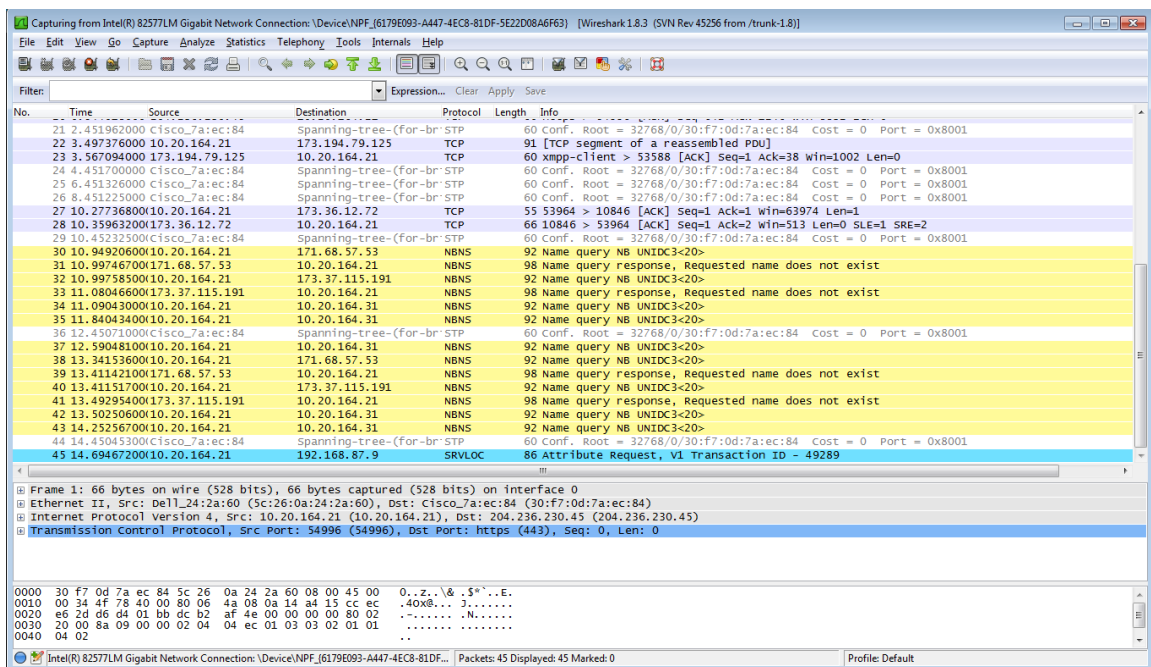 Capturing from Intel(R) 82577LM Gigabit Network Connection: \Device\NPF_{6179E093-A447-4EC8-81DF-5E22D08A6F63} [Wireshark 1.8.3 (SVN Rev 45256 from /trunk-1.8)]
File Edit View Go Capture Analyze Statistics Telephony Tools Internals Help
Filter: Expression... Clear Apply Save
No. Time Source Destination Protocol Length Info
21 2.451962000 Cisco_7a:ec:84 Spanning-tree-(for-br STP 60 Conf. Root = 32768/0/30:f7:0d:7a:ec:84 Cost = 0 Port = 0x8001
22 3.497376000 10.20.164.21 173.194.79.125 TCP 91 [TCP segment of a reassembled PDU]
23 3.567094000 173.194.79.125 10.20.164.21 TCP 60 xmpp-client > 53588 [ACK] Seq=1 Ack=38 Win=1002 Len=0
24 4.451700000 Cisco_7a:ec:84 Spanning-tree-(for-br STP 60 Conf. Root = 32768/0/30:f7:0d:7a:ec:84 Cost = 0 Port = 0x8001
25 6.451326000 Cisco_7a:ec:84 Spanning-tree-(for-br STP 60 Conf. Root = 32768/0/30:f7:0d:7a:ec:84 Cost = 0 Port = 0x8001
26 8.451225000 Cisco_7a:ec:84 Spanning-tree-(for-br STP 60 Conf. Root = 32768/0/30:f7:0d:7a:ec:84 Cost = 0 Port = 0x8001
27 10.27736800(10.20.164.21 173.36.12.72 TCP 55 53964 > 10846 [ACK] Seq=1 Ack=1 Win=63974 Len=1
28 10.35963200(173.36.12.72 10.20.164.21 TCP 66 10846 > 53964 [ACK] Seq=1 Ack=2 Win=513 Len=0 SLE=1 SRE=2
29 10.45232500(Cisco_7a:ec:84 Spanning-tree-(for-br STP 60 Conf. Root = 32768/0/30:f7:0d:7a:ec:84 Cost = 0 Port = 0x8001
30 10.94920600(10.20.164.21 171.68.57.53 NBNS 92 Name query NB UNIDC3<20>
31 10.99746700(171.68.57.53 10.20.164.21 NBNS 98 Name query response, Requested name does not exist
32 10.99758500(10.20.164.21 173.37.115.191 NBNS 92 Name query NB UNIDC3<20>
33 11.08046600(173.37.115.191 10.20.164.21 NBNS 98 Name query response, Requested name does not exist
34 11.09043000(10.20.164.21 10.20.164.31 NBNS 92 Name query NB UNIDC3<20>
35 11.84043400(10.20.164.21 10.20.164.31 NBNS 92 Name query NB UNIDC3<20>
36 12.45071000(Cisco_7a:ec:84 Spanning-tree-(for-br STP 60 Conf. Root = 32768/0/30:f7:0d:7a:ec:84 Cost = 0 Port = 0x8001
37 12.59048100(10.20.164.21 10.20.164.31 NBNS 92 Name query NB UNIDC3<20>
38 13.34153600(10.20.164.21 171.68.57.53 NBNS 92 Name query NB UNIDC3<20>
39 13.41142100(171.68.57.53 10.20.164.21 NBNS 98 Name query response, Requested name does not exist
40 13.41151700(10.20.164.21 173.37.115.191 NBNS 92 Name query NB UNIDC3<20>
41 13.49295400(173.37.115.191 10.20.164.21 NBNS 98 Name query response, Requested name does not exist
42 13.50250600(10.20.164.21 10.20.164.31 NBNS 92 Name query NB UNIDC3<20>
43 14.25256700(10.20.164.21 10.20.164.31 NBNS 92 Name query NB UNIDC3<20>
44 14.45045300(Cisco_7a:ec:84 Spanning-tree-(for-br STP 60 Conf. Root = 32768/0/30:f7:0d:7a:ec:84 Cost = 0 Port = 0x8001
45 14.69467200(10.20.164.21 192.168.87.9 SRVLOC 86 Attribute Request, V1 Transaction ID - 49289
Frame 1: 66 bytes on wire (528 bits), 66 bytes captured (528 bits) on interface 0
Ethernet II, Src: Dell_24:2a:60 (5c:26:0a:24:2a:60), Dst: Cisco_7a:ec:84 (30:f7:0d:7a:ec:84)
Internet Protocol Version 4, Src: 10.20.164.21 (10.20.164.21), Dst: 204.236.230.45 (204.236.230.45)
Transmission Control Protocol, Src Port: 54996 (54996), Dst Port: https (443), Seq: 0, Len: 0
0000 30 f7 0d 7a ec 84 5c 26 0a 24 2a 60 08 00 45 00 0..z..\& .$*`..E.
0010 00 34 4f 78 40 00 80 06 4a 08 0a 14 a4 15 cc ec .4Ox@... J.......
0020 e6 2d d6 d4 01 bb dc b2 af 4e 00 00 00 00 80 02 .-...... .N......
0030 20 00 8a 09 00 00 02 04 04 ec 01 03 03 02 01 01 ....... ........
0040 04 02 ..
Intel(R) 82577LM Gigabit Network Connection: \Device\NPF_{6179E093-A447-4EC8-81DF... Packets: 45 Displayed: 45 Marked: 0 Profile: Default